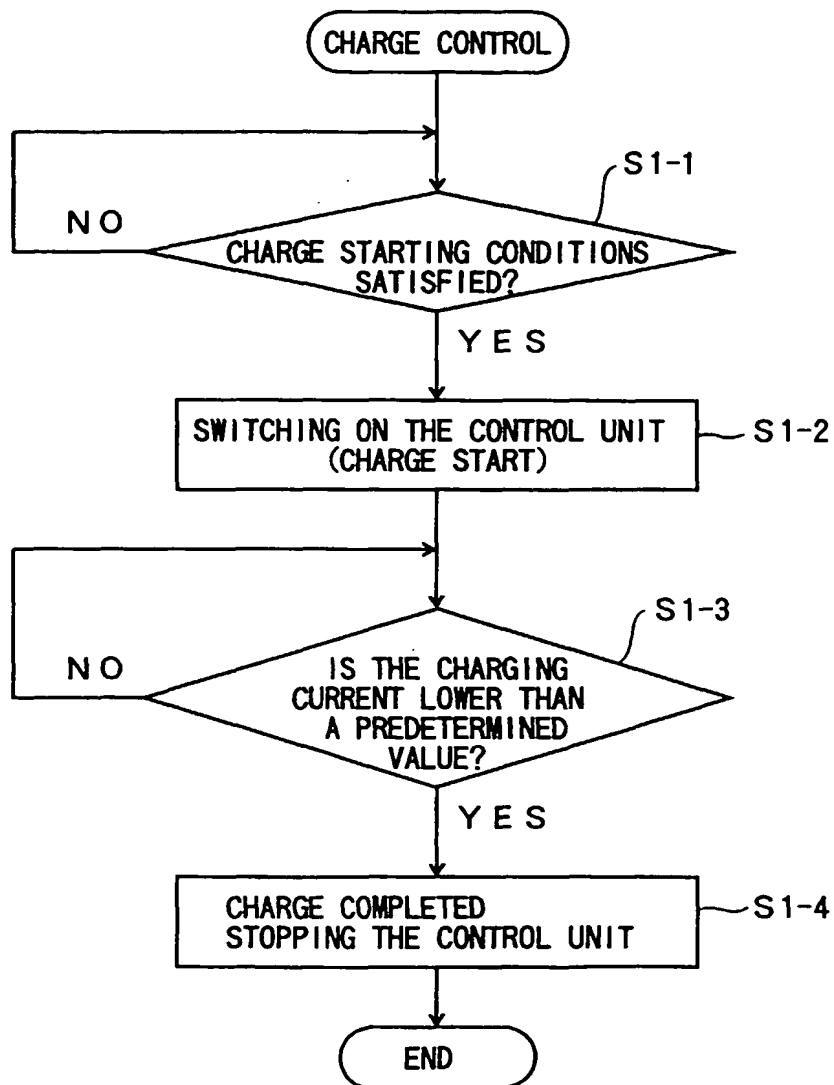 CHARGE CONTROL
S1-1
NO
CHARGE STARTING CONDITIONS
SATISFIED?
YES
SWITCHING ON THE CONTROL UNIT
(CHARGE START)
S1-2
S1-3
NO
IS THE CHARGING
CURRENT LOWER THAN
A PREDETERMINED
VALUE?
YES
CHARGE COMPLETED
STOPPING THE CONTROL UNIT
S1-4
END